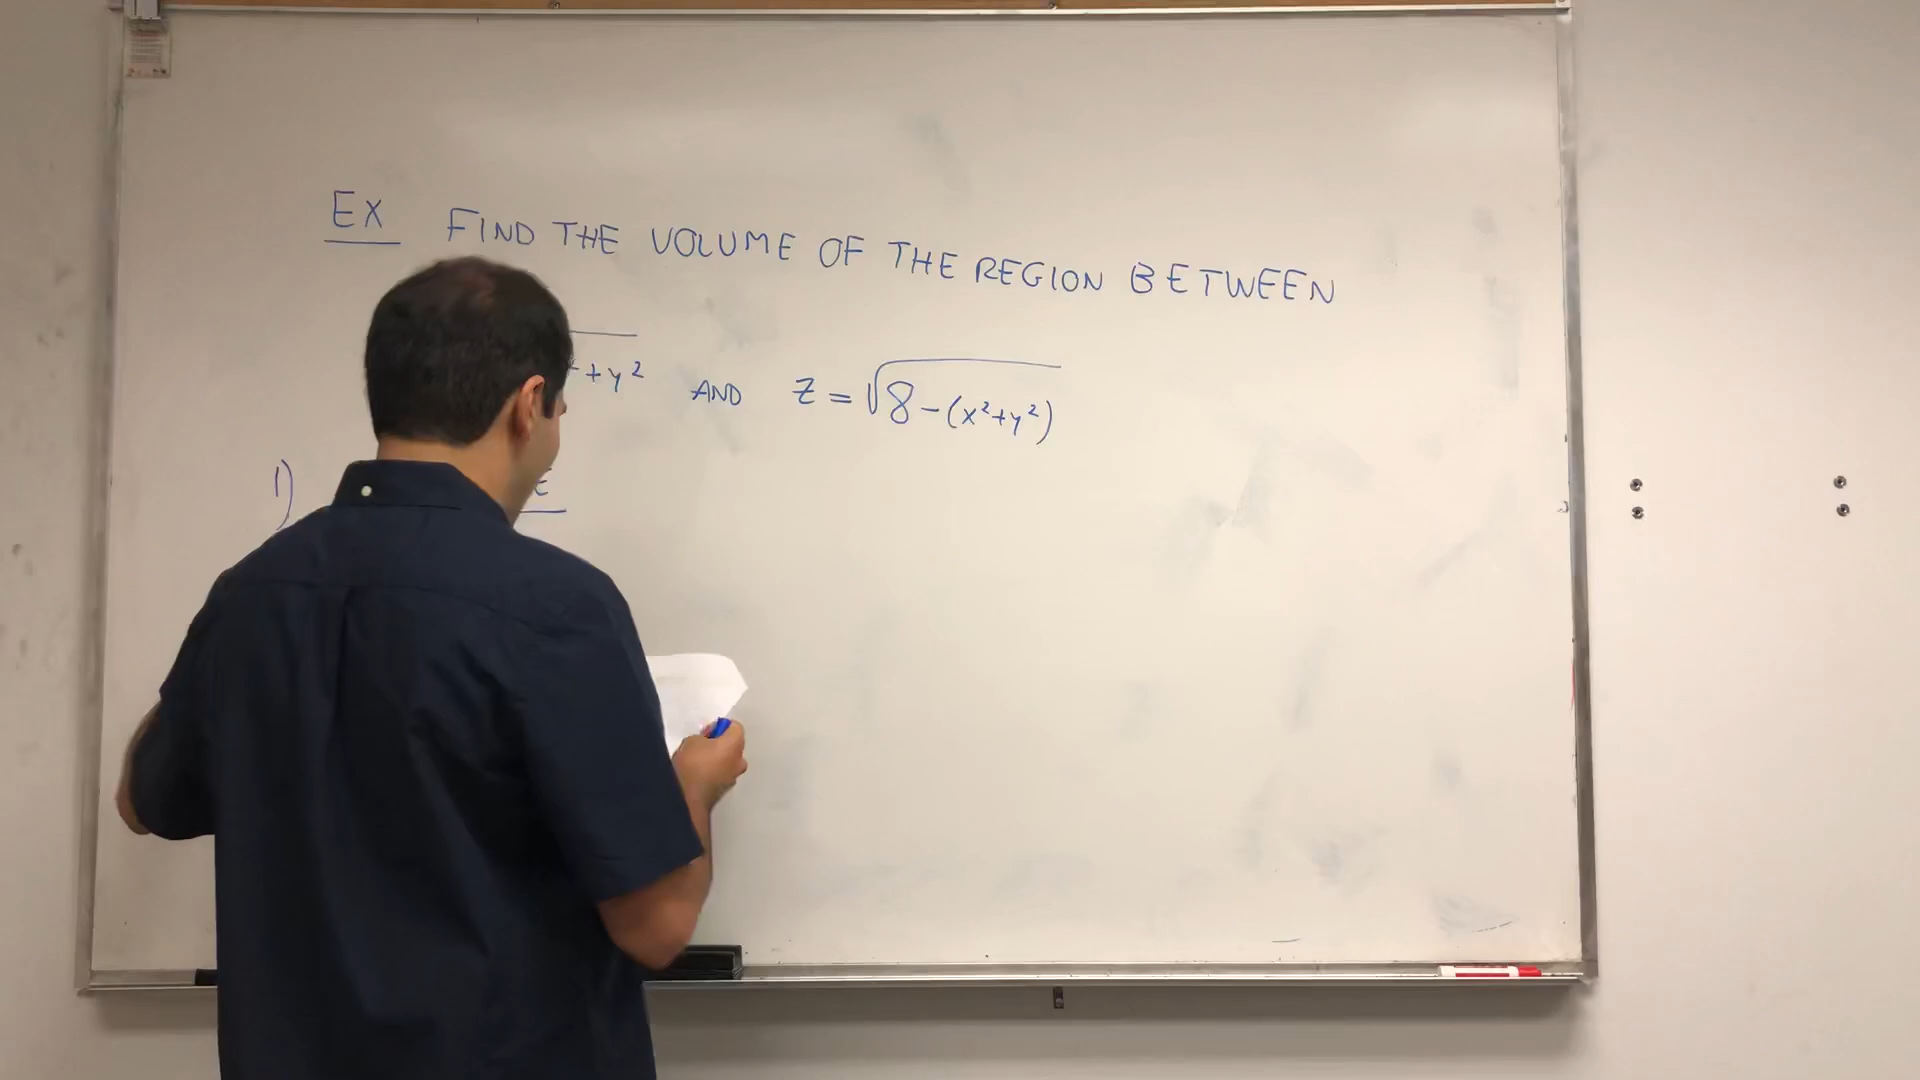 EX FIND THE VOLUME OF THE REGION BETWEEN
+y² AND z = √8-(x²+y²)
1)